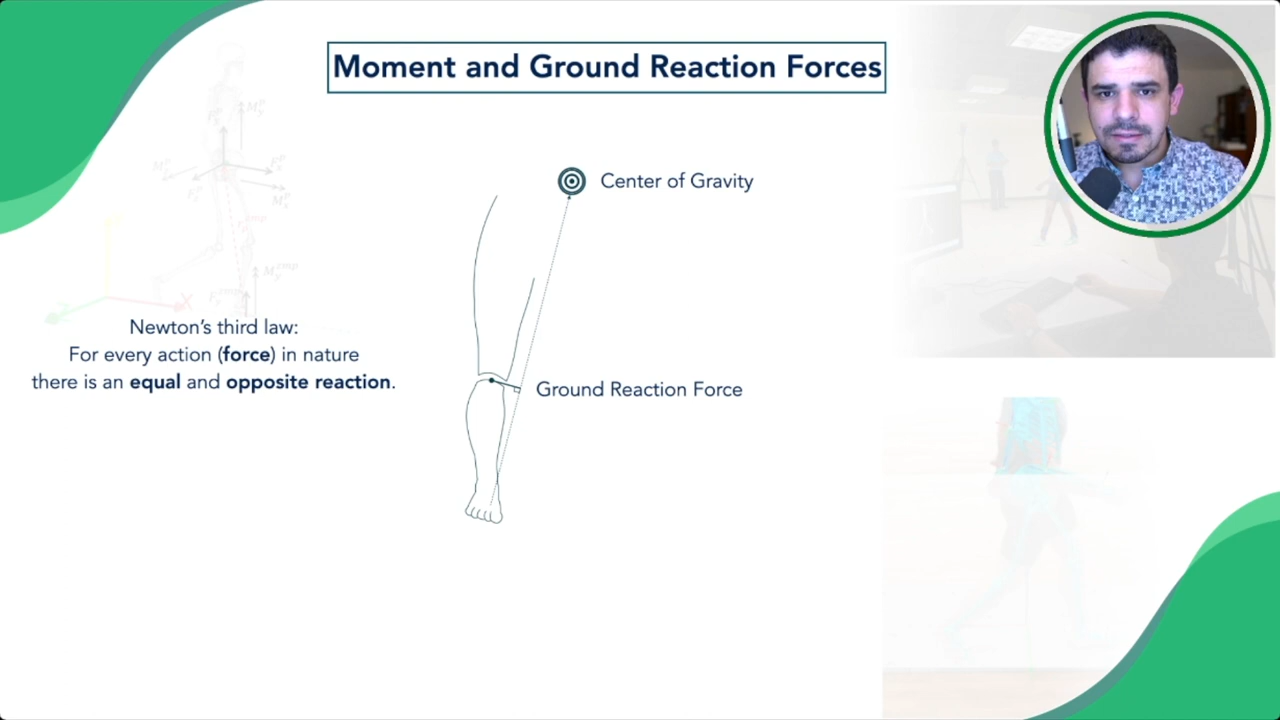 Moment and Ground Reaction Forces
Center of Gravity
Newton's third law:
For every action (force) in nature
there is an equal and opposite reaction.
Ground Reaction Force